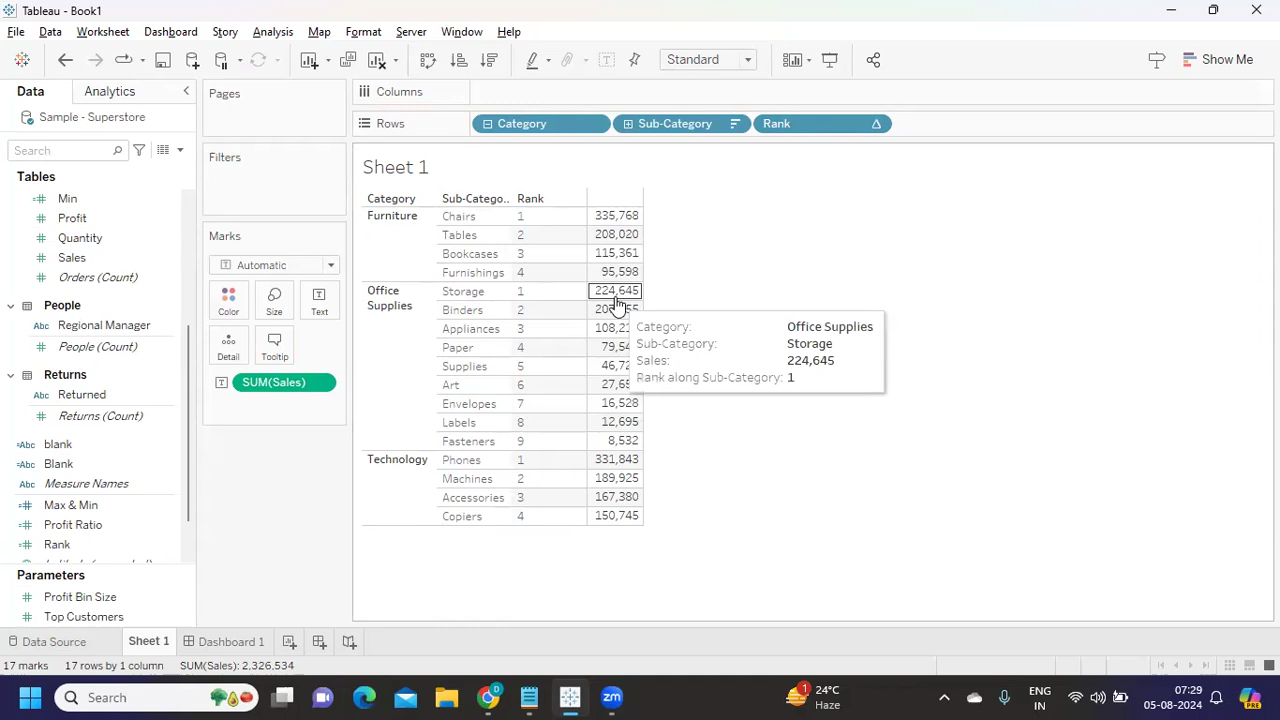 Tableau - Book1
File Data Worksheet Dashboard Story Analysis Map Format Server Window Help
Standard
Show Me
Data Analytics
Sample - Superstore
Search
Tables
Min
Profit
Quantity
Sales
Orders (Count)
People
Abc Regional Manager
People (Count)
Returns
Abc Returned
Returns (Count)
=Abc blank
Abc Blank
Abc Measure Names
Max & Min
Profit Ratio
Rank
Parameters
Profit Bin Size
Top Customers
Pages
Filters
Marks
Automatic
Color Size Text
Detail Tooltip
SUM(Sales)
Columns
Rows Category Sub-Category Rank
Sheet 1
Category Sub-Catego.. Rank
Furniture Chairs 1 335,768
Tables 2 208,020
Bookcases 3 115,361
Furnishings 4 95,598
Office Supplies Storage 1 224,645
Binders 2
Appliances 3
Paper 4
Supplies 5
Art 6
Envelopes 7 16,528
Labels 8 12,695
Fasteners 9 8,532
Technology Phones 1 331,843
Machines 2 189,925
Accessories 3 167,380
Copiers 4 150,745
Category: Office Supplies
Sub-Category: Storage
Sales: 224,645
Rank along Sub-Category: 1
Data Source Sheet 1 Dashboard 1
17 marks 17 rows by 1 column SUM(Sales): 2,326,534
Search
24°C
Haze
ENG
IN
07:29
05-08-2024